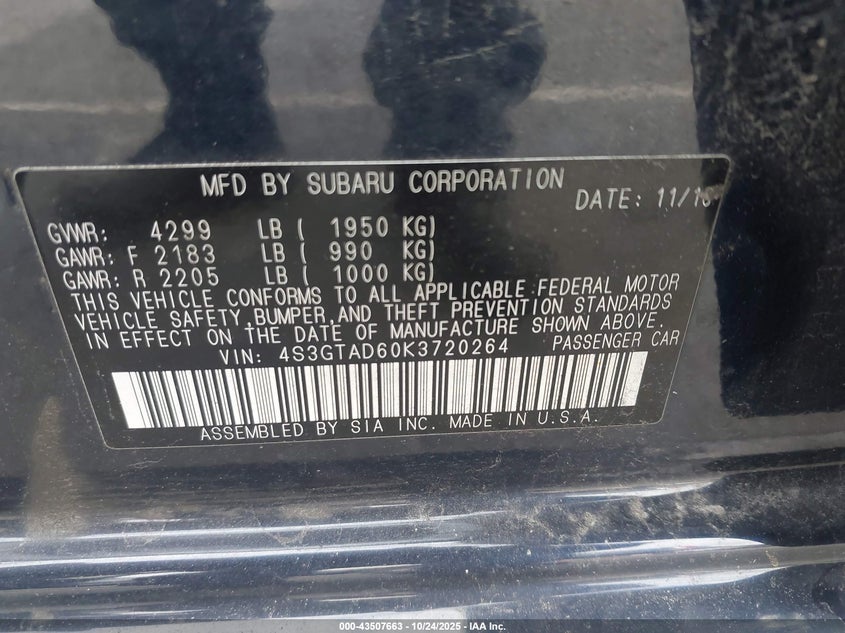 MFD BY SUBARU CORPORATION
DATE: 11/18
GVWR: 4299 LB ( 1950 KG)
GAWR: F 2183 LB ( 990 KG)
GAWR: R 2205 LB ( 1000 KG)
THIS VEHICLE CONFORMS TO ALL APPLICABLE FEDERAL MOTOR
VEHICLE SAFETY, BUMPER, AND THEFT PREVENTION STANDARDS
IN EFFECT ON THE DATE OF MANUFACTURE SHOWN ABOVE.
VIN: 4S3GTAD60K3720264 PASSENGER CAR
ASSEMBLED BY SIA INC. MADE IN U.S.A.
000-43507663 - 10/24/2025 - IAA Inc.